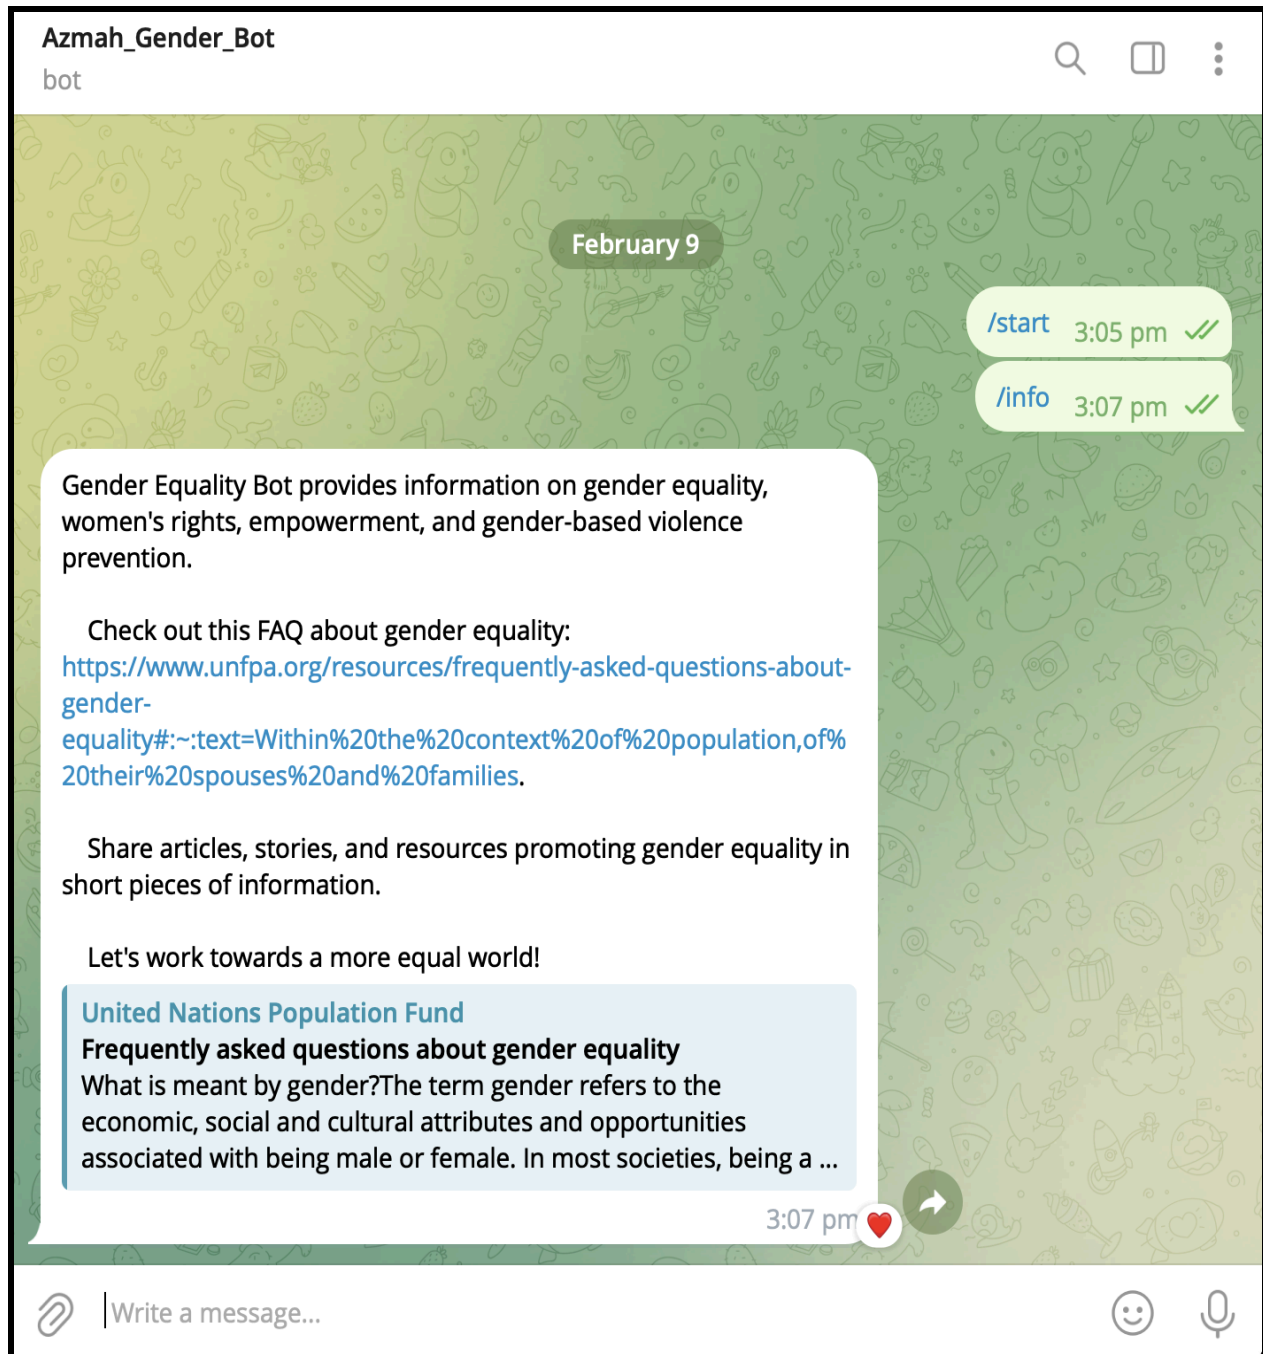 Azmah_Gender_Bot
bot
February 9
/start 3:05 pm
/info 3:07 pm
Gender Equality Bot provides information on gender equality,
women's rights, empowerment, and gender-based violence
prevention.
Check out this FAQ about gender equality:
https://www.unfpa.org/resources/frequently-asked-questions-about-
gender-
equality#:~:text=Within%20the%20context%20of%20population,of%
20their%20spouses%20and%20families.
Share articles, stories, and resources promoting gender equality in
short pieces of information.
Let's work towards a more equal world!
United Nations Population Fund
Frequently asked questions about gender equality
What is meant by gender?The term gender refers to the
economic, social and cultural attributes and opportunities
associated with being male or female. In most societies, being a ...
3:07 pm
Write a message...